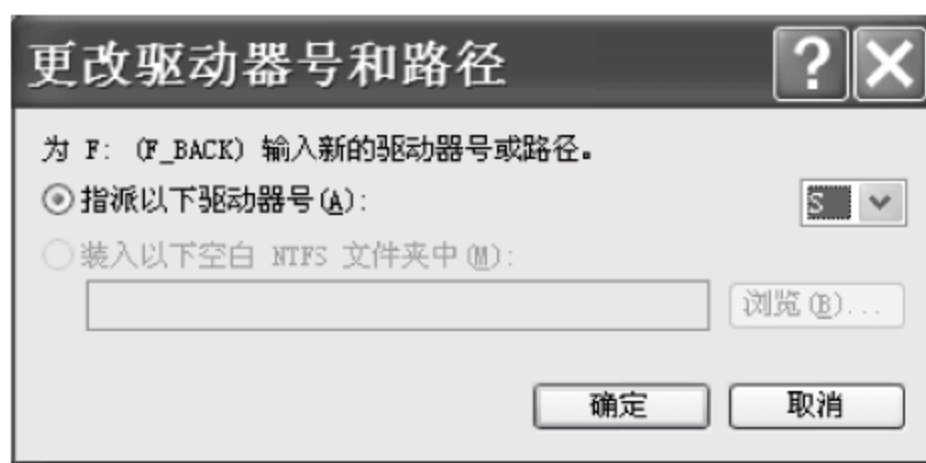 更改驱动器号和路径
为 F: (F_BACK) 输入新的驱动器号或路径。
指派以下驱动器号(A): S
装入以下空白 NTFS 文件夹中(M):
浏览(B)...
确定 取消